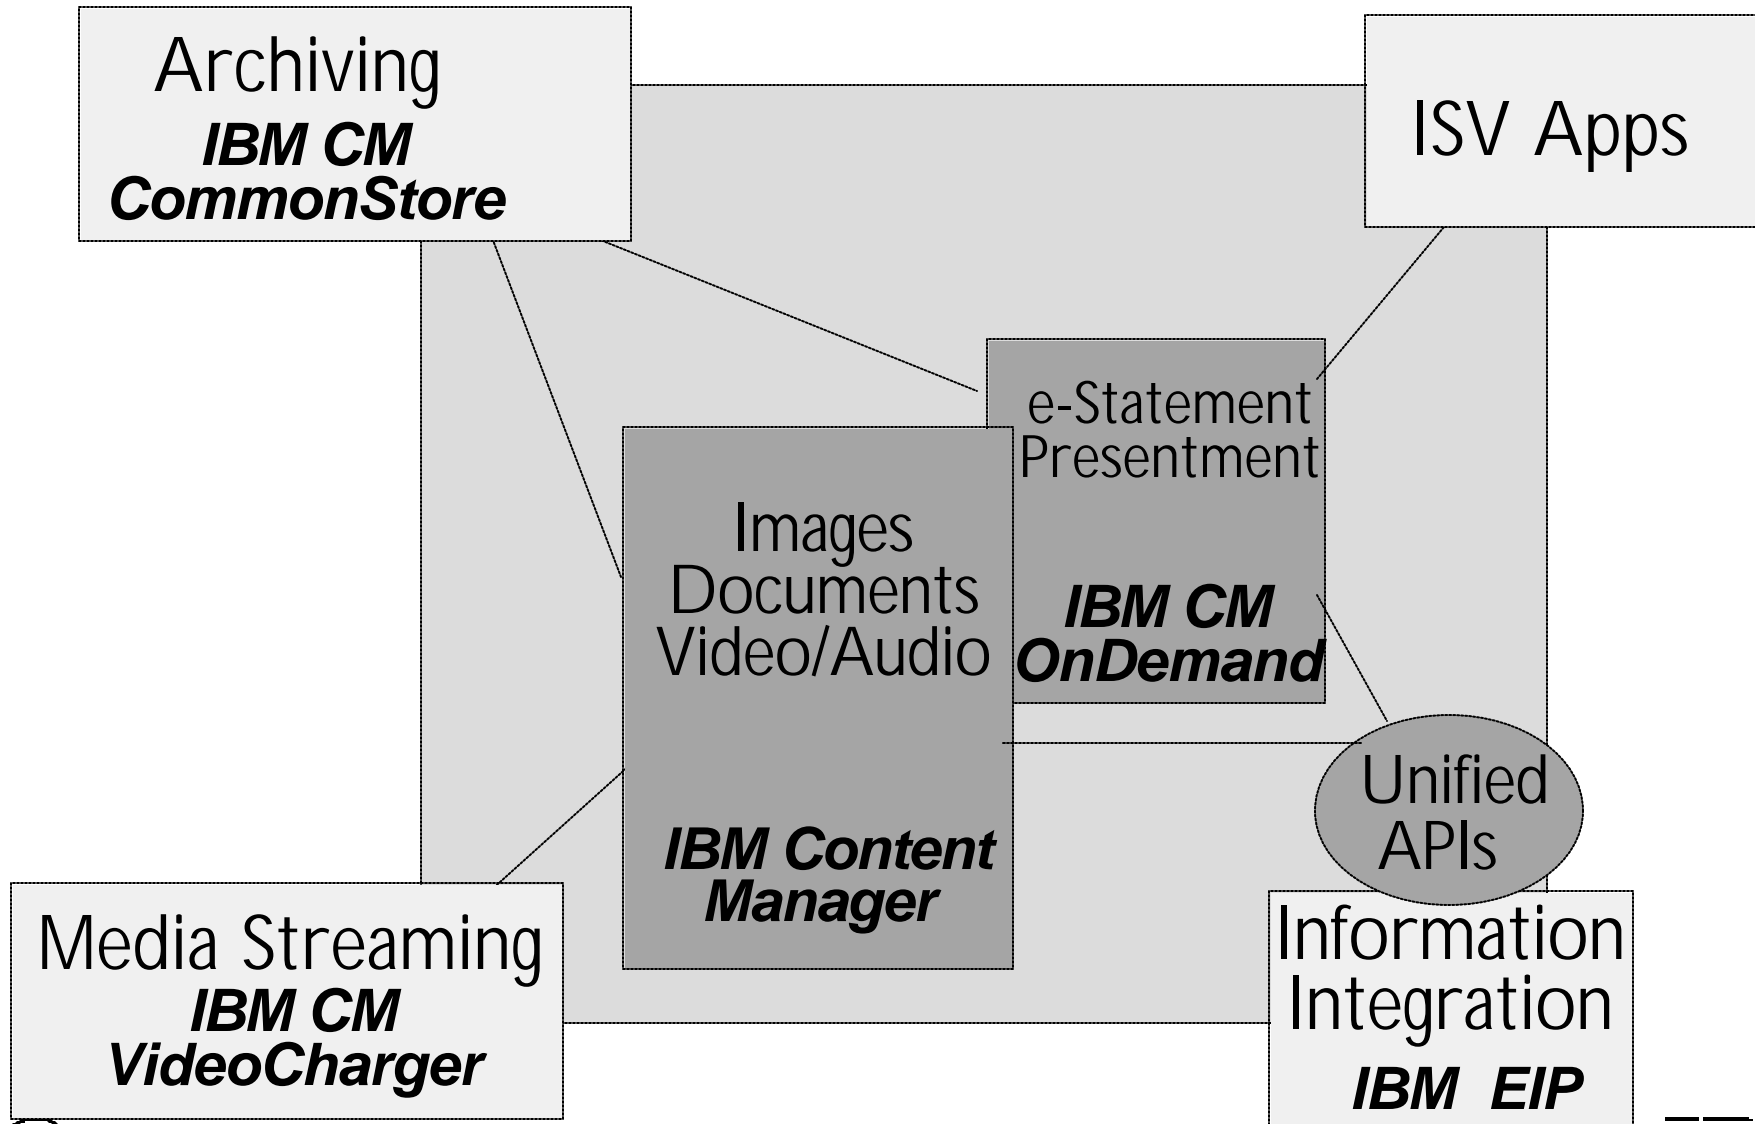 Archiving
IBM CM
CommonStore
ISV Apps
e-Statement
Presentment
IBM CM
OnDemand
Images
Documents
Video/Audio
IBM Content
Manager
Unified
APIs
Media Streaming
IBM CM
VideoCharger
Information
Integration
IBM EIP